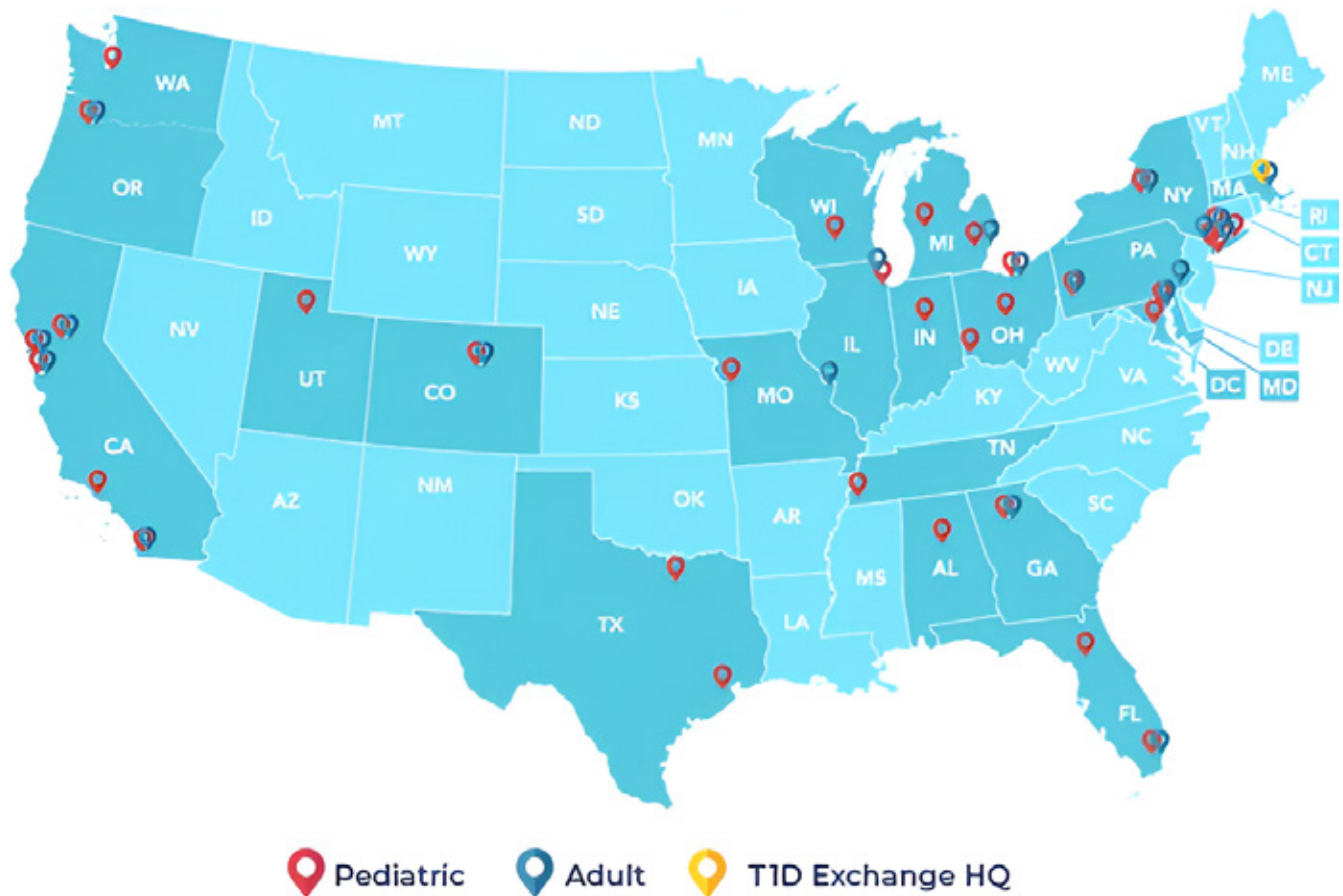 WA
MT
ND
MN
ME
VT
NH
OR
ID
SD
WI
MI
NY
MA
RI
WY
CT
PA
NJ
IA
NE
NV
UT
CO
IL
IN
OH
DE
KS
MO
WV
VA
DC
MD
KY
CA
NC
TN
AZ
NM
OK
AR
SC
MS
AL
GA
TX
LA
FL
Pediatric
Adult
T1D Exchange HQ